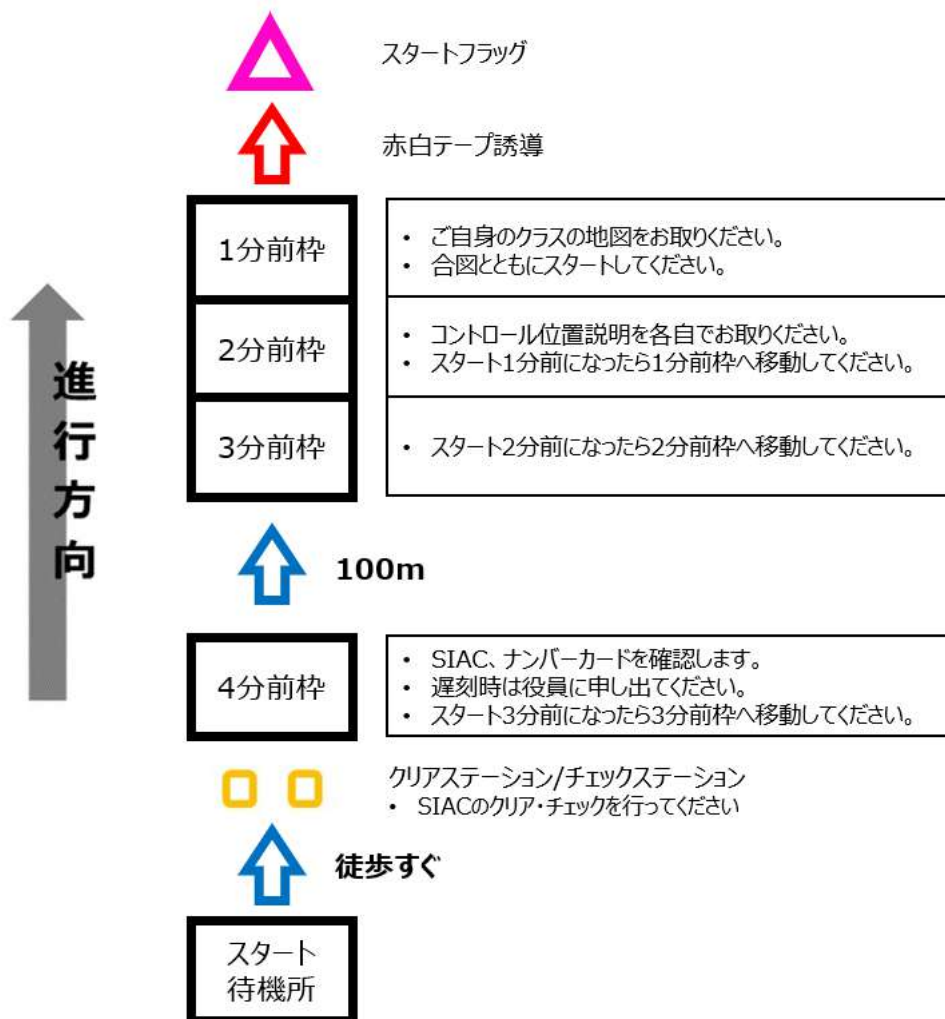 スタートフラッグ
赤白テープ誘導
1分前枠
・ ご自身のクラスの地図をお取りください。
・ 合図とともにスタートしてください。
2分前枠
・ コントロール位置説明を各自でお取りください。
・ スタート1分前になったら1分前枠へ移動してください。
3分前枠
・ スタート2分前になったら2分前枠へ移動してください。
進行方向
100m
4分前枠
・ SIAC、ナンバーカードを確認します。
・ 遅刻時は役員に申し出てください。
・ スタート3分前になったら3分前枠へ移動してください。
クリアステーション/チェックステーション
・ SIACのクリア・チェックを行ってください
徒歩すぐ
スタート
待機所